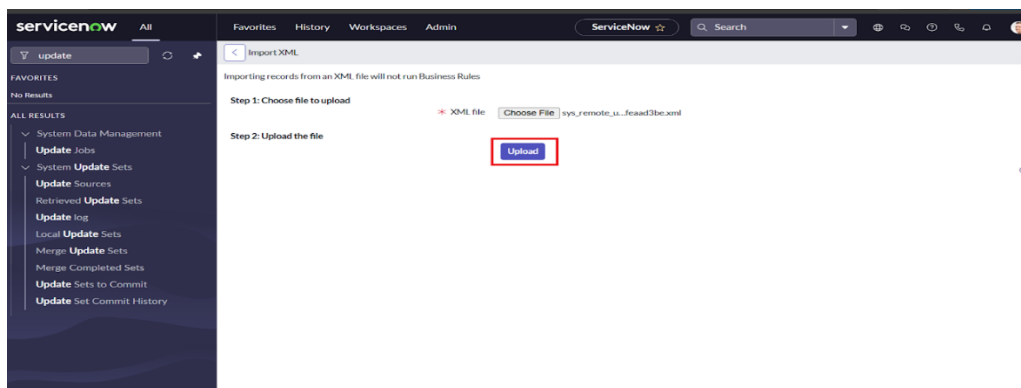 servicenow All Favorites History Workspaces Admin ServiceNow Search
update
Import XML
FAVORITES
No Results
ALL RESULTS
System Data Management
Update Jobs
System Update Sets
Update Sources
Retrieved Update Sets
Update log
Local Update Sets
Merge Update Sets
Merge Completed Sets
Update Sets to Commit
Update Set Commit History
Importing records from an XML file will not run Business Rules
Step 1: Choose file to upload
* XML file Choose File sys_remote_u...feaad3be.xml
Step 2: Upload the file
Upload